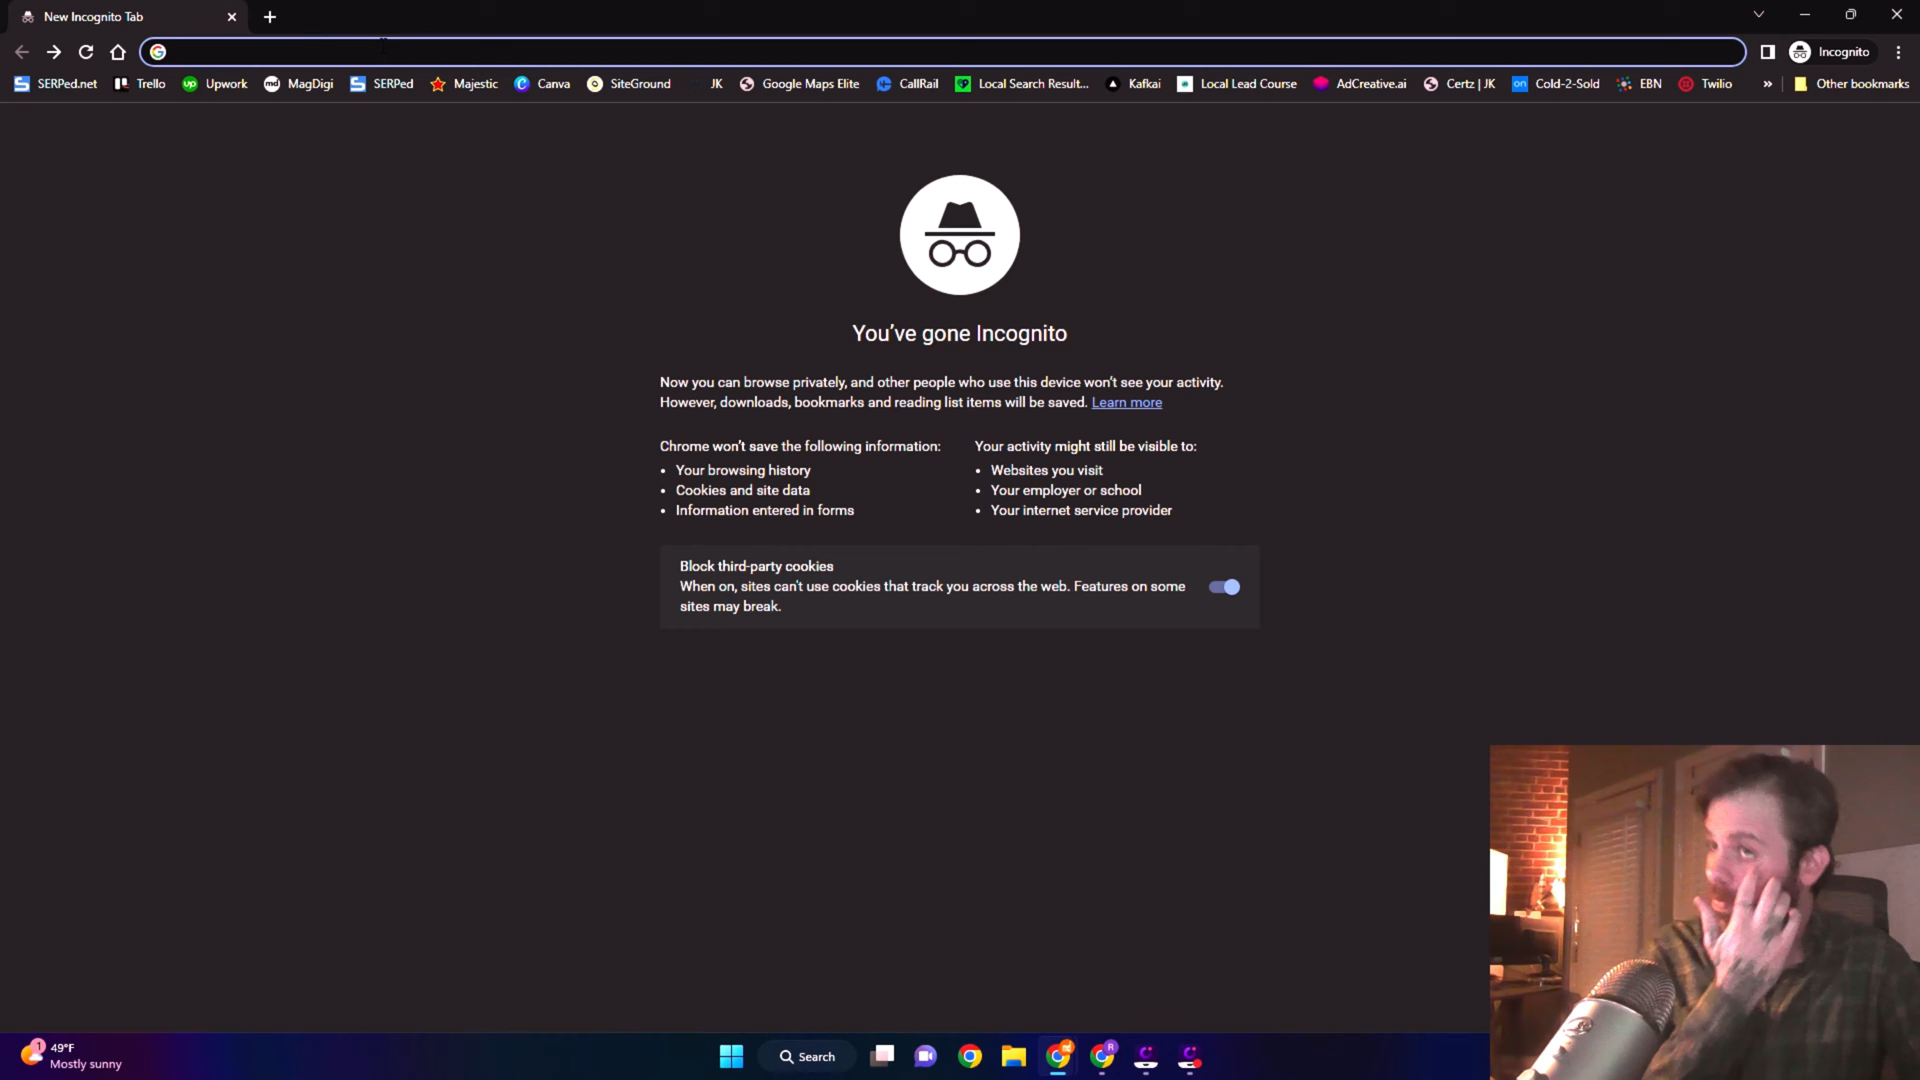 New Incognito Tab
Incognito
SERPed.net Trello Upwork MagDigi SERPed Majestic Canva SiteGround JK Google Maps Elite CallRail Local Search Result... Kafkai Local Lead Course AdCreative.ai Certz | JK Cold-2-Sold EBN Twilio » Other bookmarks
You've gone Incognito
Now you can browse privately, and other people who use this device won't see your activity.
However, downloads, bookmarks and reading list items will be saved. Learn more
Chrome won't save the following information:
• Your browsing history
• Cookies and site data
• Information entered in forms
Your activity might still be visible to:
• Websites you visit
• Your employer or school
• Your internet service provider
Block third-party cookies
When on, sites can't use cookies that track you across the web. Features on some
sites may break.
1
49°F
Mostly sunny
Search